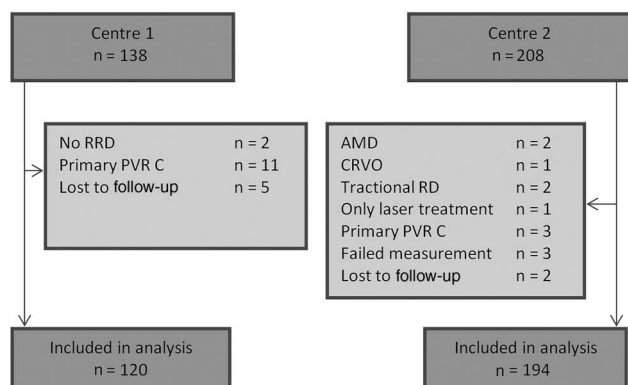 Centre 1
n = 138
Centre 2
n = 208
No RRD n = 2
Primary PVR C n = 11
Lost to follow-up n = 5
AMD n = 2
CRVO n = 1
Tractional RD n = 2
Only laser treatment n = 1
Primary PVR C n = 3
Failed measurement n = 3
Lost to follow-up n = 2
Included in analysis
n = 120
Included in analysis
n = 194